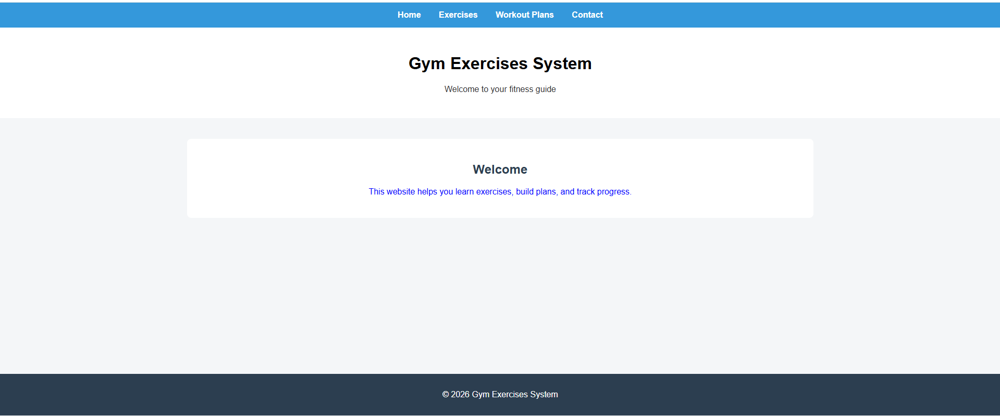 Home Exercises Workout Plans Contact
Gym Exercises System
Welcome to your fitness guide
Welcome
This website helps you learn exercises, build plans, and track progress.
© 2026 Gym Exercises System